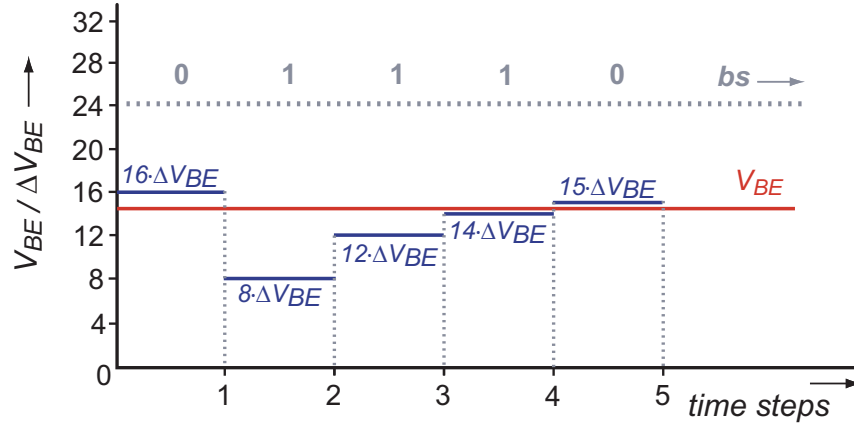 32
28
24
20
16
12
8
4
0
V_BE / ΔV_BE
0 1 1 1 0 bs
16·ΔV_BE
8·ΔV_BE
12·ΔV_BE
14·ΔV_BE
15·ΔV_BE
V_BE
1 2 3 4 5
time steps